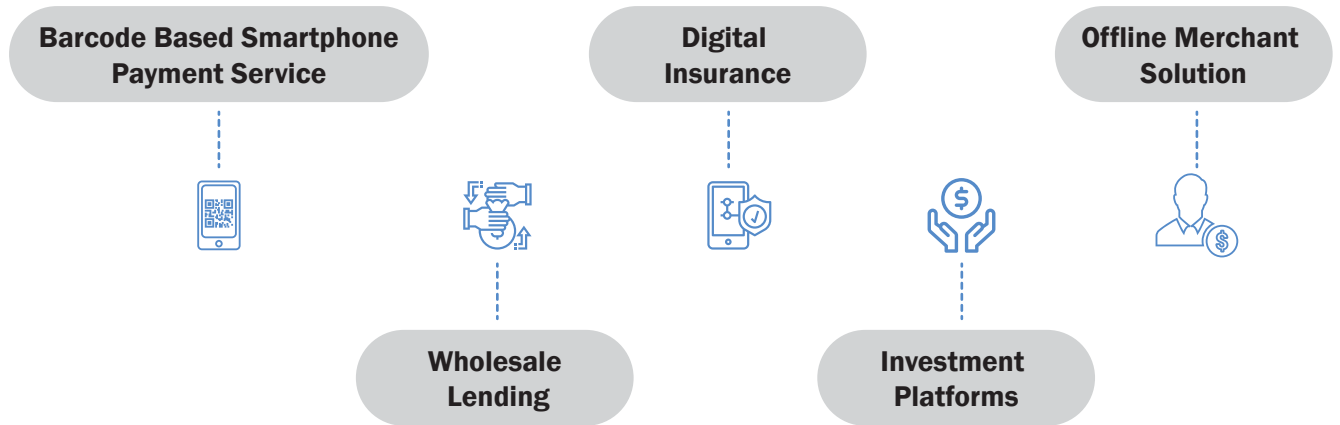 Barcode Based Smartphone
Payment Service
Digital
Insurance
Offline Merchant
Solution
Wholesale
Lending
Investment
Platforms